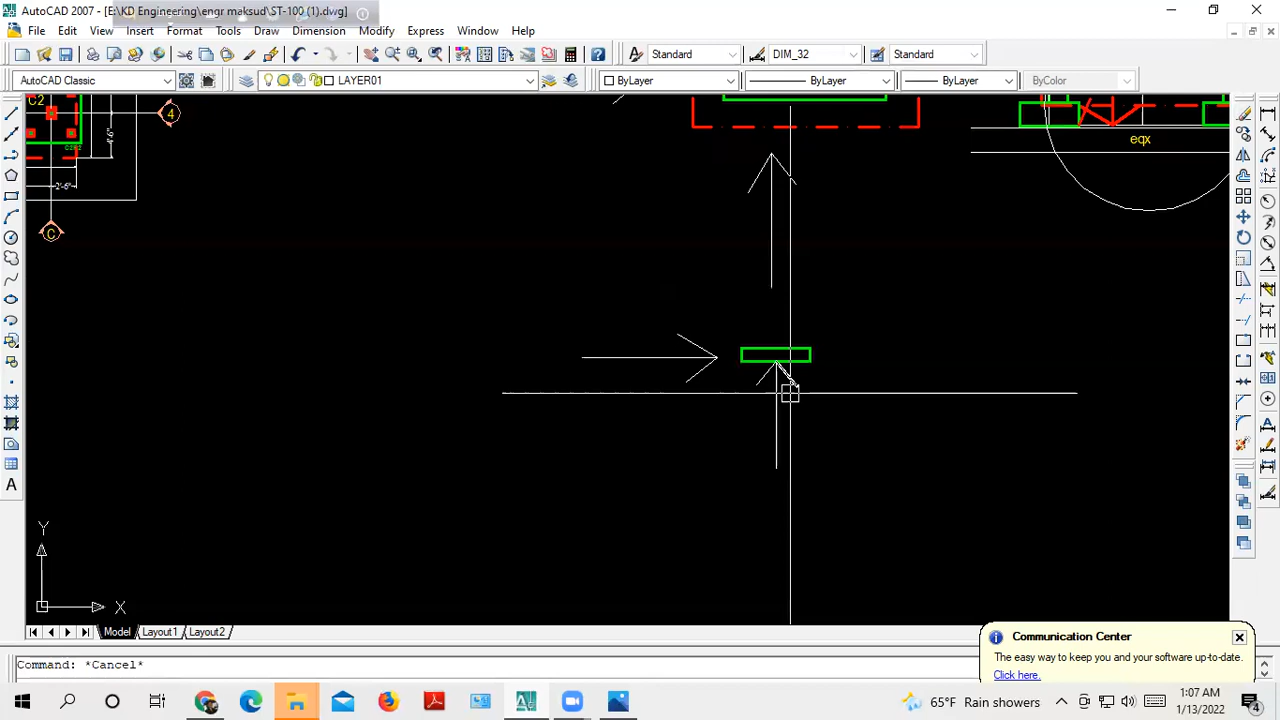 AutoCAD 2007 - [E:\KD Engineering\engr maksud\ST-100 (1).dwg]
File Edit View Insert Format Tools Draw Dimension Modify Express Window Help
Standard DIM_32 Standard
AutoCAD Classic LAYER01 ByLayer ByLayer ByLayer ByColor
C2
4
eqx
2'-6"
C
Y
X
A
A
Model Layout1 Layout2
Communication Center
The easy way to keep you and your software up-to-date.
Click here.
Command: *Cancel*
65°F Rain showers
1:07 AM
1/13/2022
4